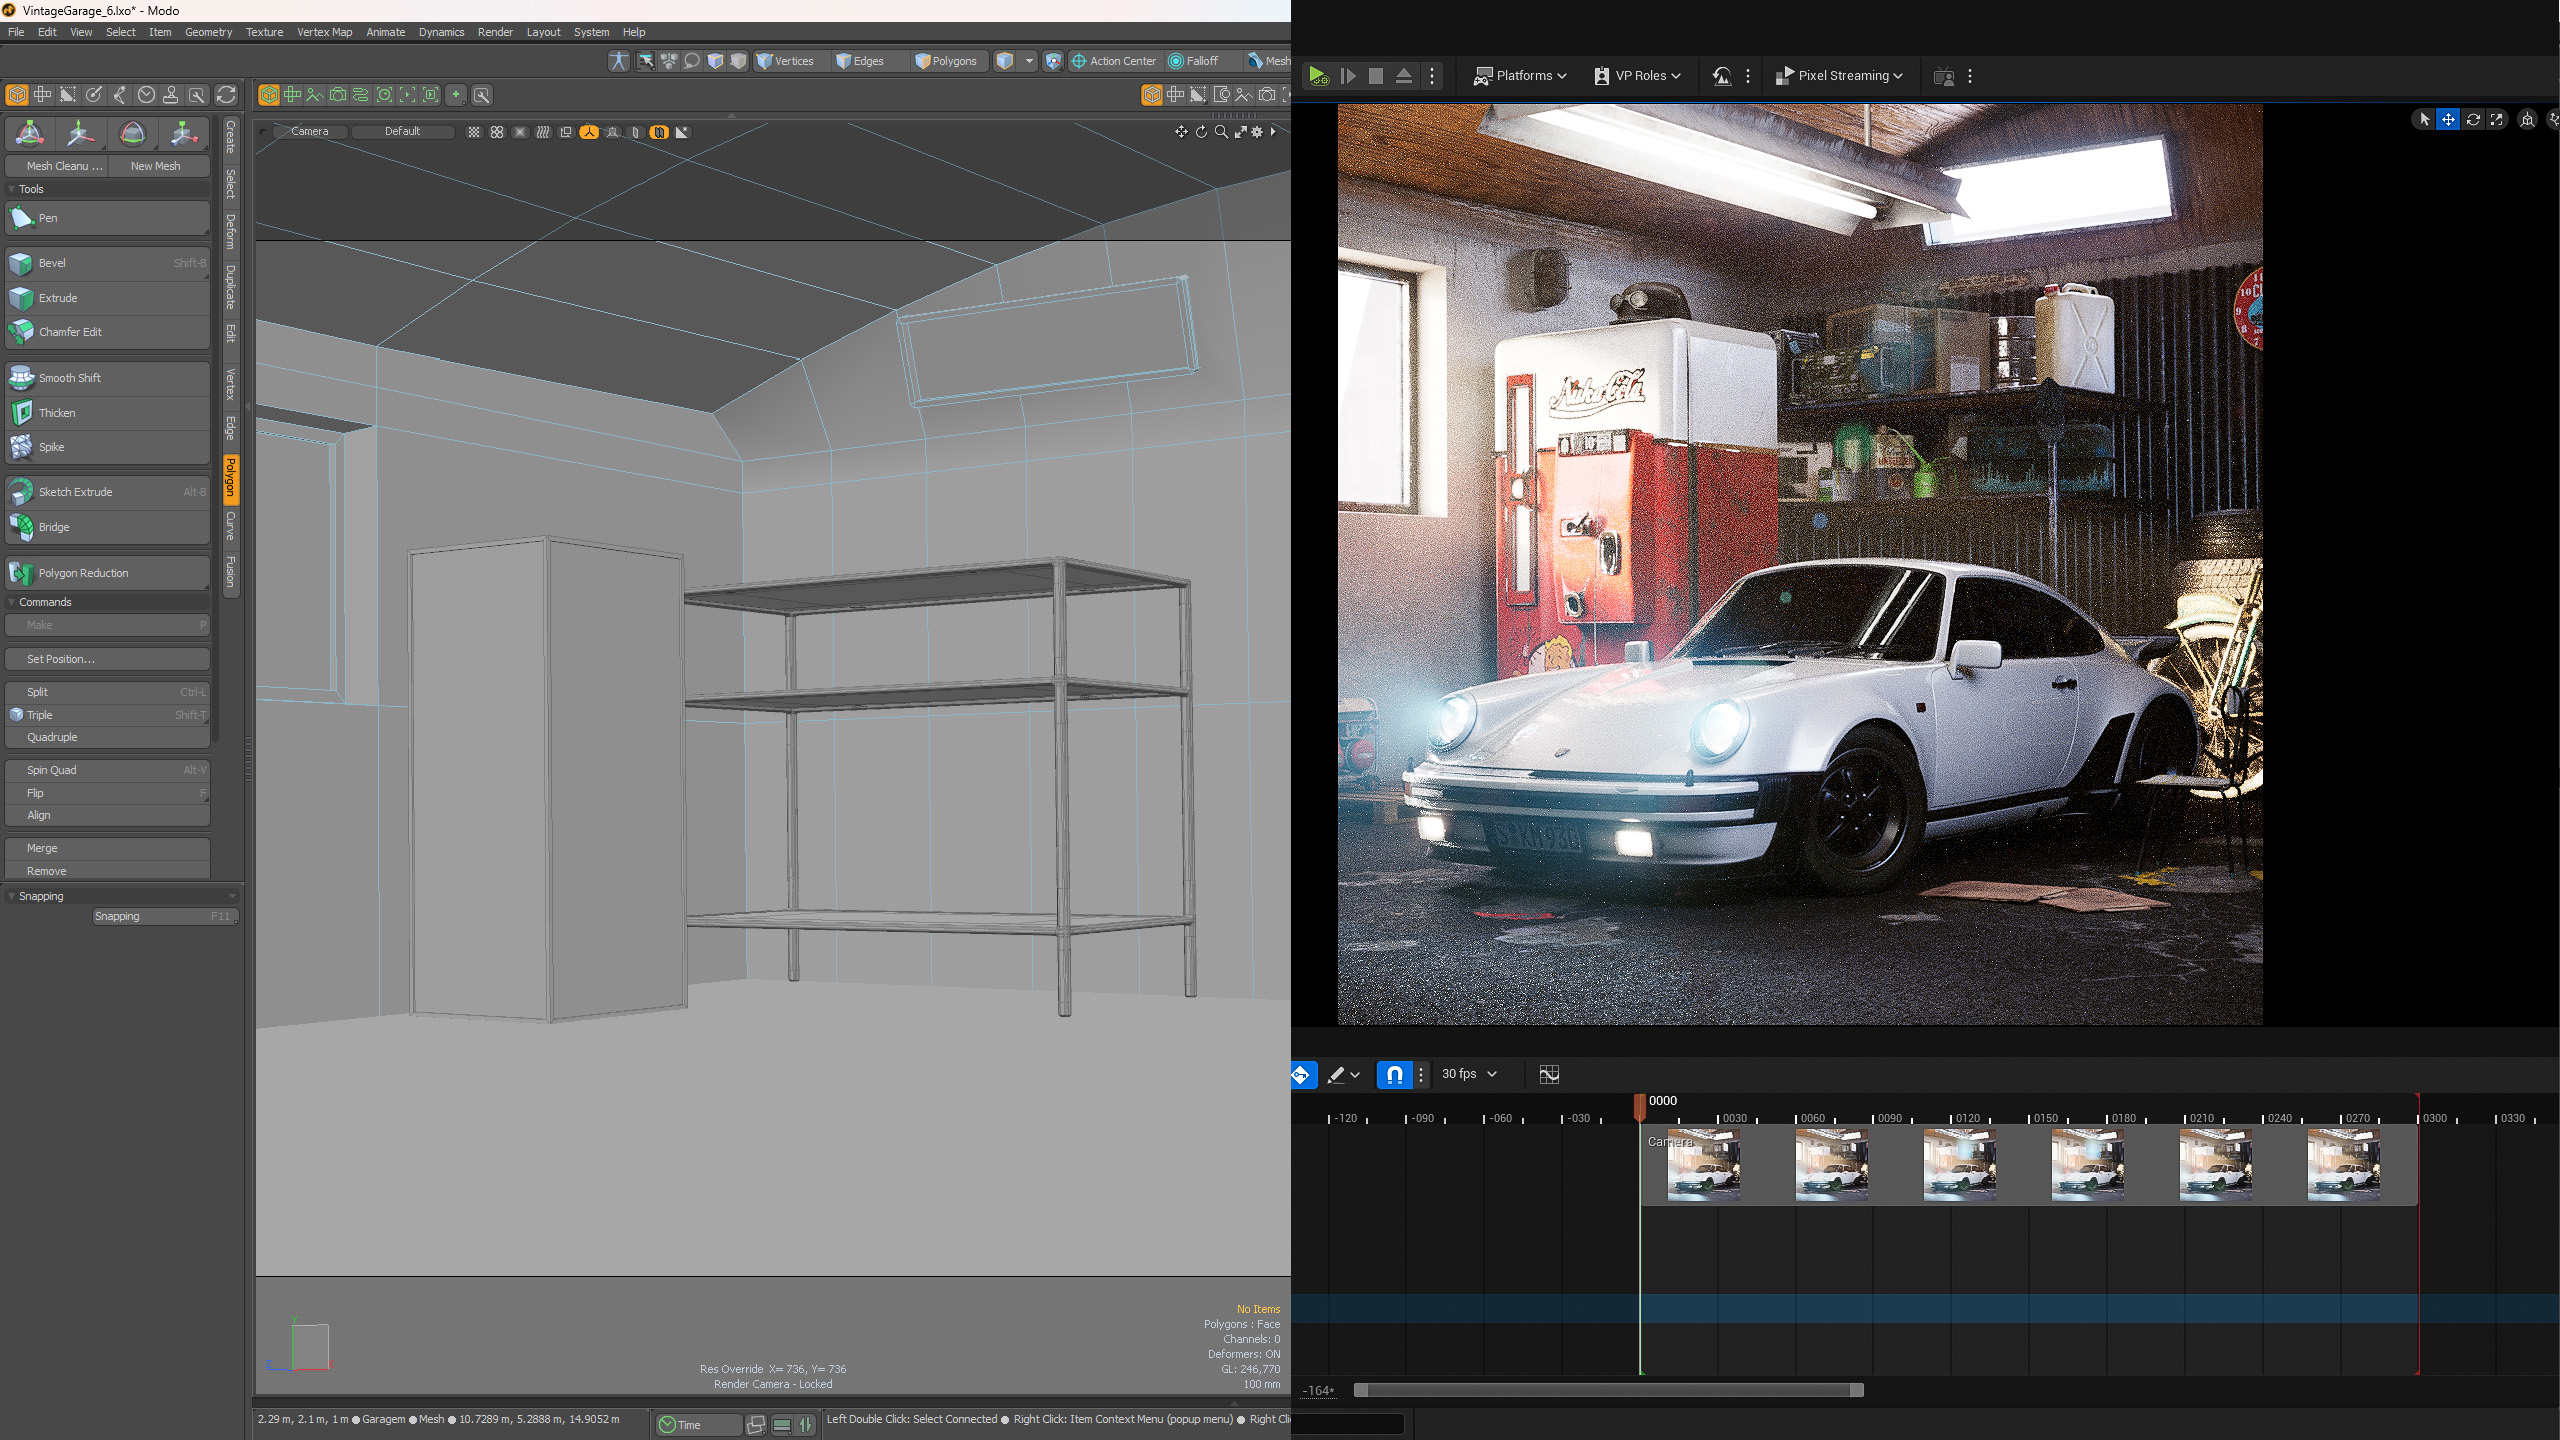 VintageGarage_6.lxo* - Modo
File Edit View Select Item Geometry Texture Vertex Map Animate Dynamics Render Layout System Help
Vertices Edges Polygons Action Center Falloff Mesh
Platforms VP Roles Pixel Streaming
Camera Default
Mesh Cleanu ... New Mesh
Tools
Pen
Bevel Shift-B
Extrude
Chamfer Edit
Smooth Shift
Thicken
Spike
Sketch Extrude Alt-B
Bridge
Polygon Reduction
Commands
Make P
Set Position...
Split Ctrl-L
Triple Shift-T
Quadruple
Spin Quad Alt-V
Flip F
Align
Merge
Remove
Snapping
Snapping F11
Create
Select
Deform
Duplicate
Edit
Vertex
Edge
Polygon
Curve
Fusion
Nuka-Cola
11
10
9
8
7
30 fps
0000
-120 -090 -060 -030 0030 0060 0090 0120 0150 0180 0210 0240 0270 0300 0330
Camera
-164*
No Items
Polygons : Face
Channels: 0
Deformers: ON
GL: 246,770
100 mm
Res Override X= 736, Y= 736
Render Camera - Locked
Y
Z
2.29 m, 2.1 m, 1 m Garagem Mesh 10.7289 m, 5.2888 m, 14.9052 m
Time
Left Double Click: Select Connected ● Right Click: Item Context Menu (popup menu) ● Right Cli